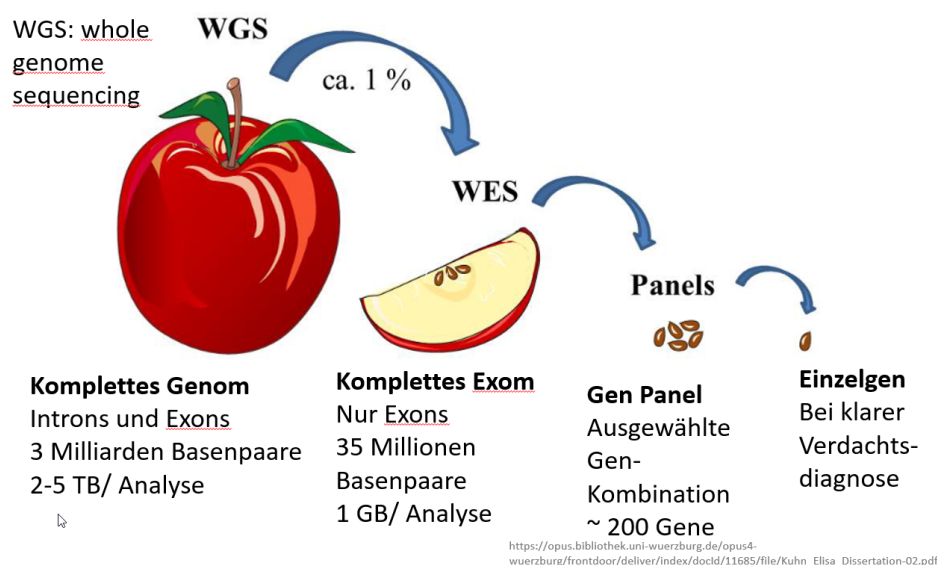 WGS: whole
genome
sequencing
WGS
ca. 1 %
WES
Panels
Komplettes Genom
Introns und Exons
3 Milliarden Basenpaare
2-5 TB/ Analyse
Komplettes Exom
Nur Exons
35 Millionen
Basenpaare
1 GB/ Analyse
Gen Panel
Ausgewählte
Gen-
Kombination
~ 200 Gene
Einzelgen
Bei klarer
Verdachts-
diagnose
https://opus.bibliothek.uni-wuerzburg.de/opus4-
wuerzburg/frontdoor/deliver/index/docId/11685/file/Kuhn_Elisa_Dissertation-02.pdf